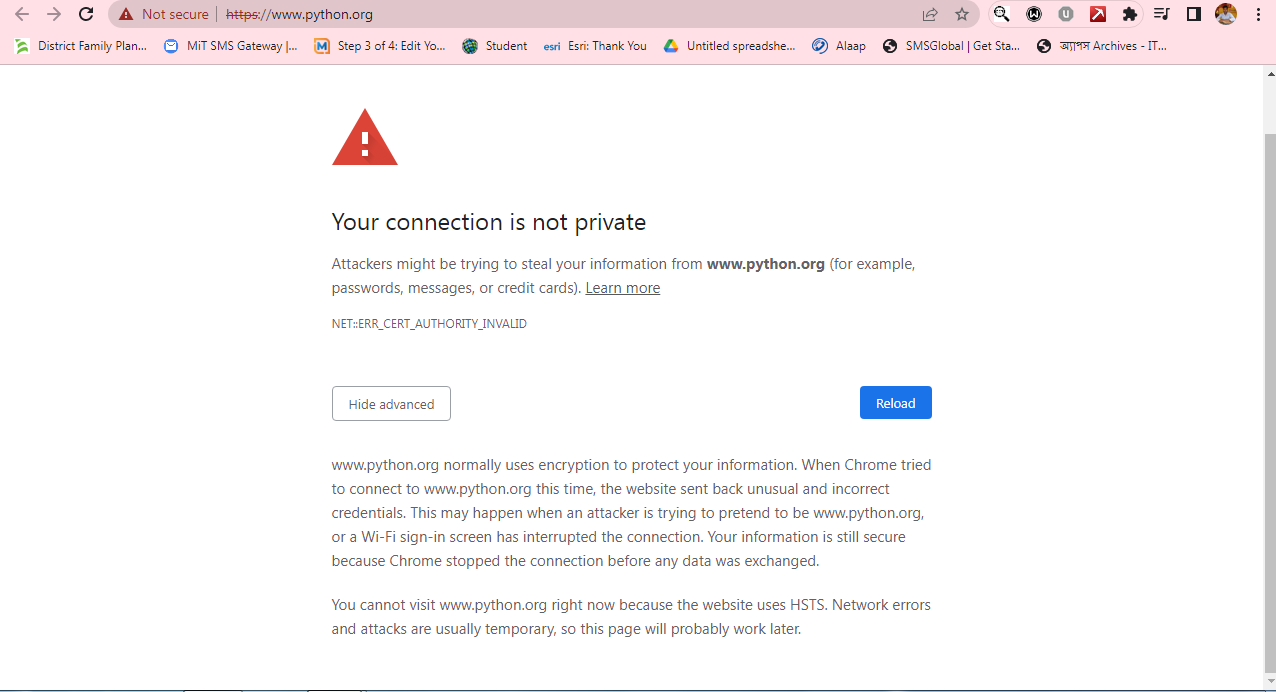 Not secure | https://www.python.org
District Family Plan... MiT SMS Gateway |... Step 3 of 4: Edit Yo... Student esri Esri: Thank You Untitled spreadshe... Alaap SMSGlobal | Get Sta... অ্যাপস Archives - IT...
Your connection is not private
Attackers might be trying to steal your information from www.python.org (for example,
passwords, messages, or credit cards). Learn more
NET::ERR_CERT_AUTHORITY_INVALID
Hide advanced Reload
www.python.org normally uses encryption to protect your information. When Chrome tried
to connect to www.python.org this time, the website sent back unusual and incorrect
credentials. This may happen when an attacker is trying to pretend to be www.python.org,
or a Wi-Fi sign-in screen has interrupted the connection. Your information is still secure
because Chrome stopped the connection before any data was exchanged.
You cannot visit www.python.org right now because the website uses HSTS. Network errors
and attacks are usually temporary, so this page will probably work later.